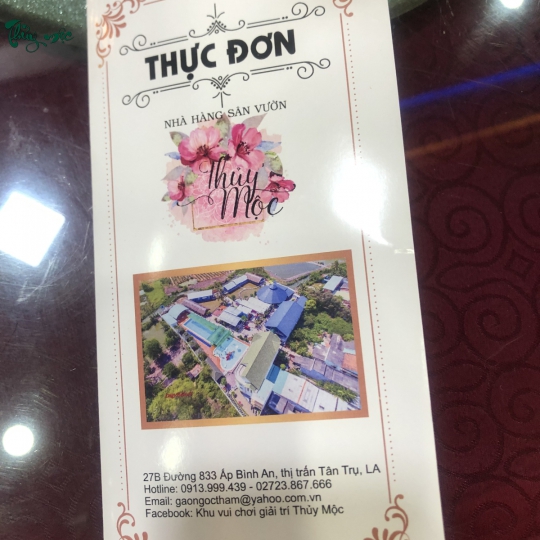 THỰC ĐƠN
NHÀ HÀNG SÂN VƯỜN
Thủy
Mộc
27B Đường 833 Ấp Bình An, thị trấn Tân Trụ, LA
Hotline: 0913.999.439 - 02723.867.666
Email: gaongoctham@yahoo.com.vn
Facebook: Khu vui chơi giải trí Thủy Mộc